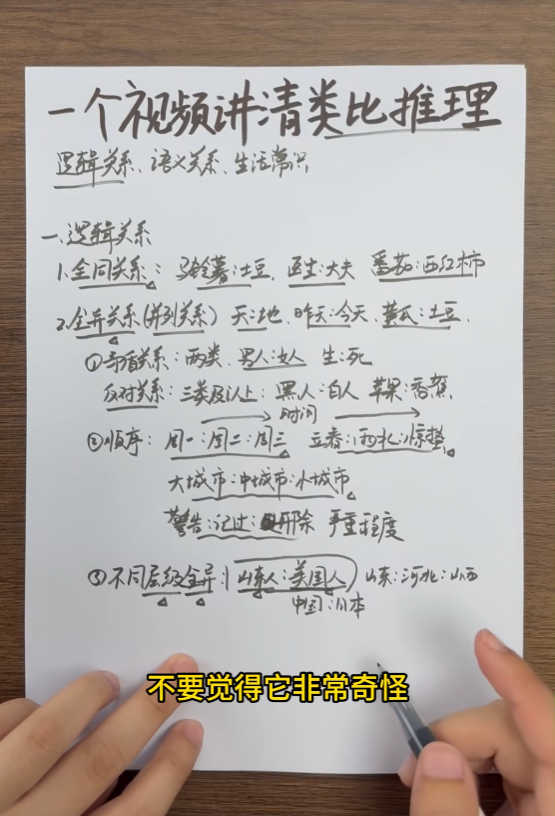 一个视频讲清类比推理
逻辑关系、语义关系、生活常识
一、逻辑关系
1.全同关系：马铃薯:土豆、医生:大夫 番茄:西红柿
2.全异关系(并列关系) 天:地、昨天:今天、黄瓜:土豆.
①矛盾关系：两类、男人:女人 生:死
反对关系：三类及以上：黑人:白人 苹果:香蕉
时间
②顺序：周一:周二:周三 立春:雨水:惊蛰
大城市:中城市:小城市
警告:记过:开除 严重程度
③不同层级全异：山东人:美国人 山东:河北:山西
中国:日本
不要觉得它非常奇怪